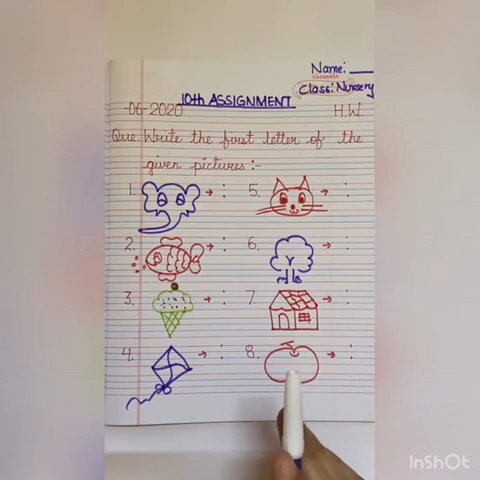 Name: __
Class: Nursery
10th ASSIGNMENT
-06-2020 H.W.
Que. Write the first letter of the
given pictures :-
1. → : 5. → :
2. → : 6. → :
3. → : 7. → :
4. → : 8. → :
InShOt